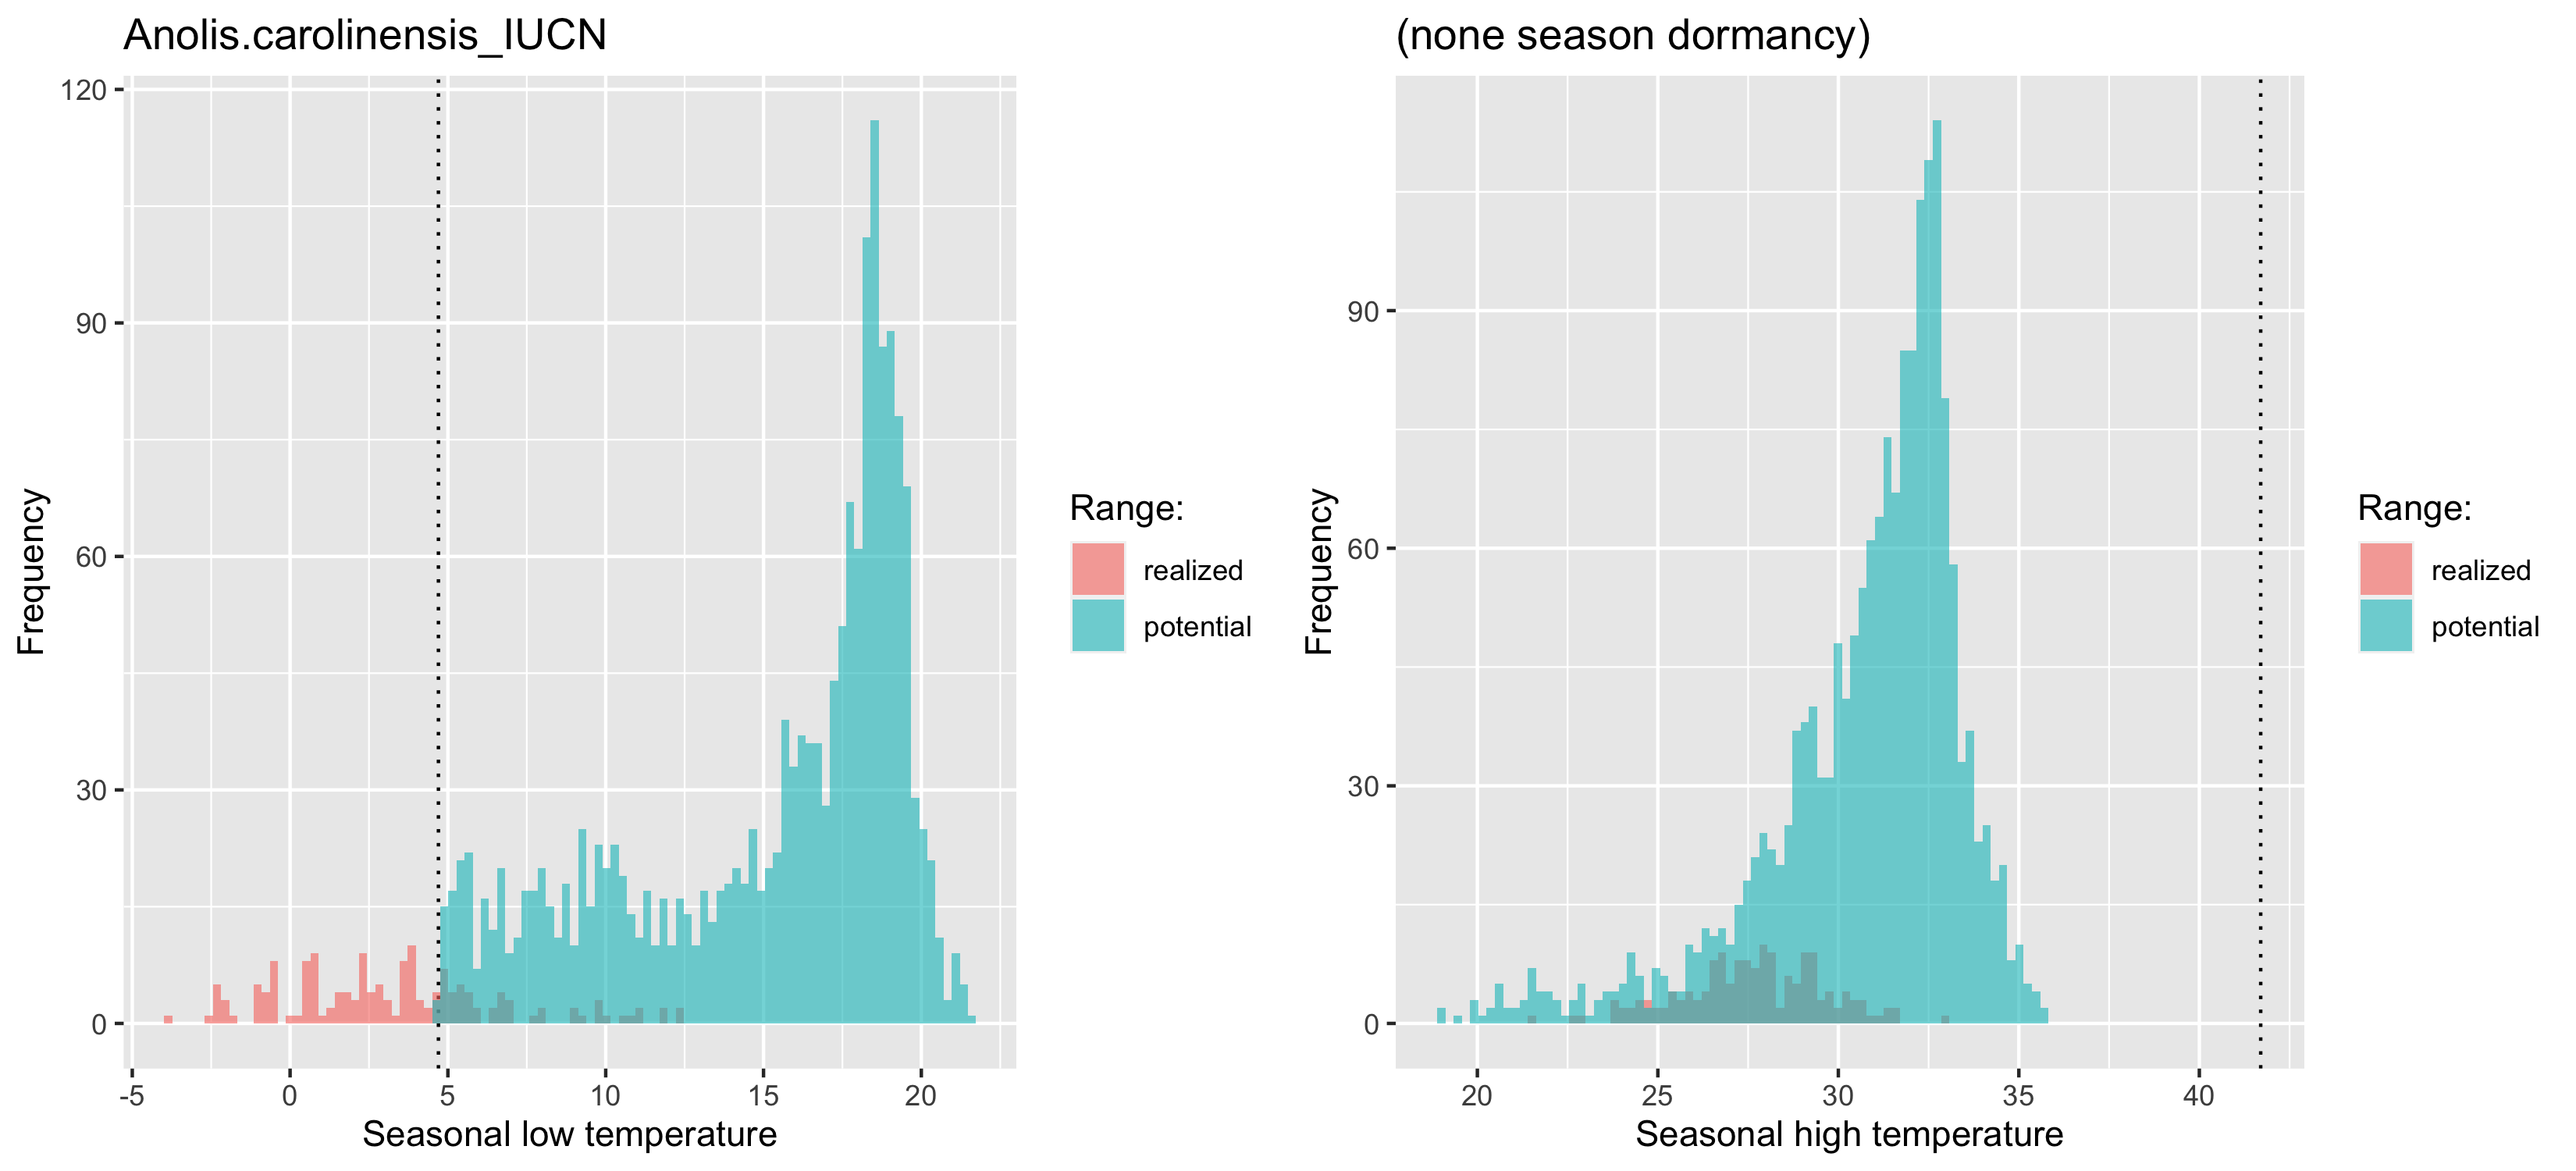 Anolis.carolinensis_IUCN
120
90
60
30
0
Frequency
-5 0 5 10 15 20
Seasonal low temperature
Range:
realized
potential
(none season dormancy)
90
60
30
0
Frequency
20 25 30 35 40
Seasonal high temperature
Range:
realized
potential